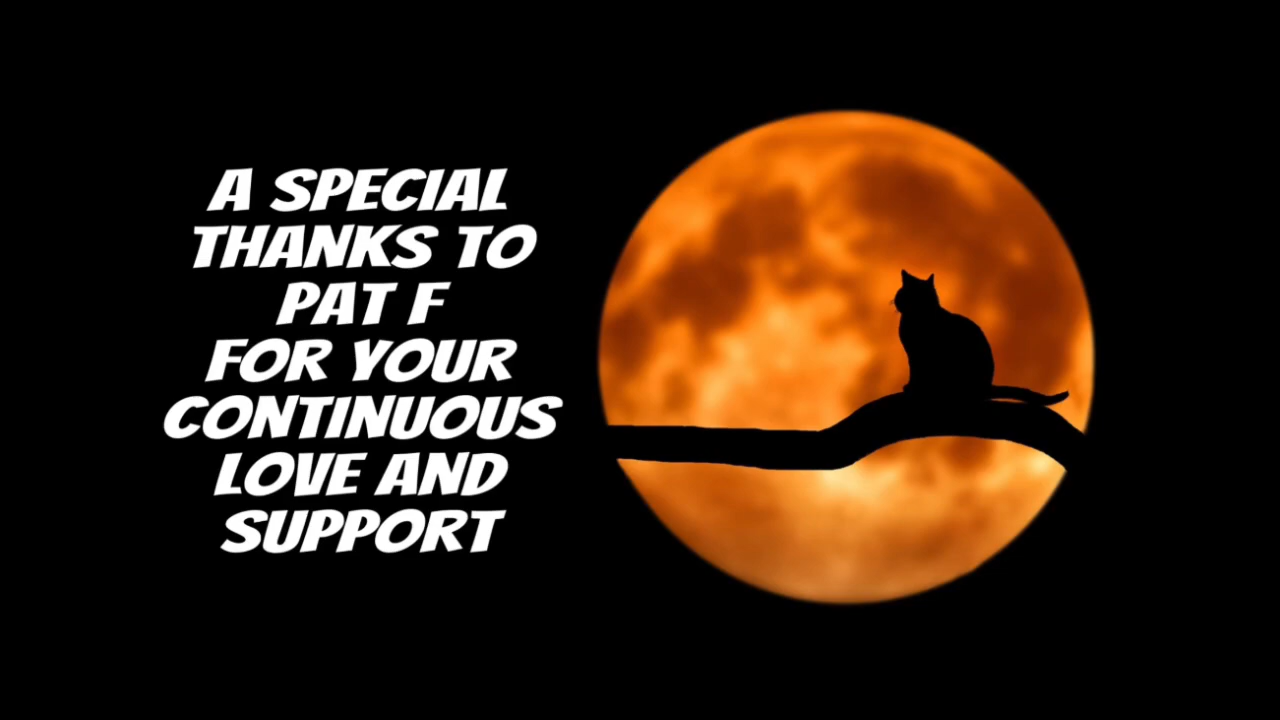 A SPECIAL
THANKS TO
PAT F
FOR YOUR
CONTINUOUS
LOVE AND
SUPPORT